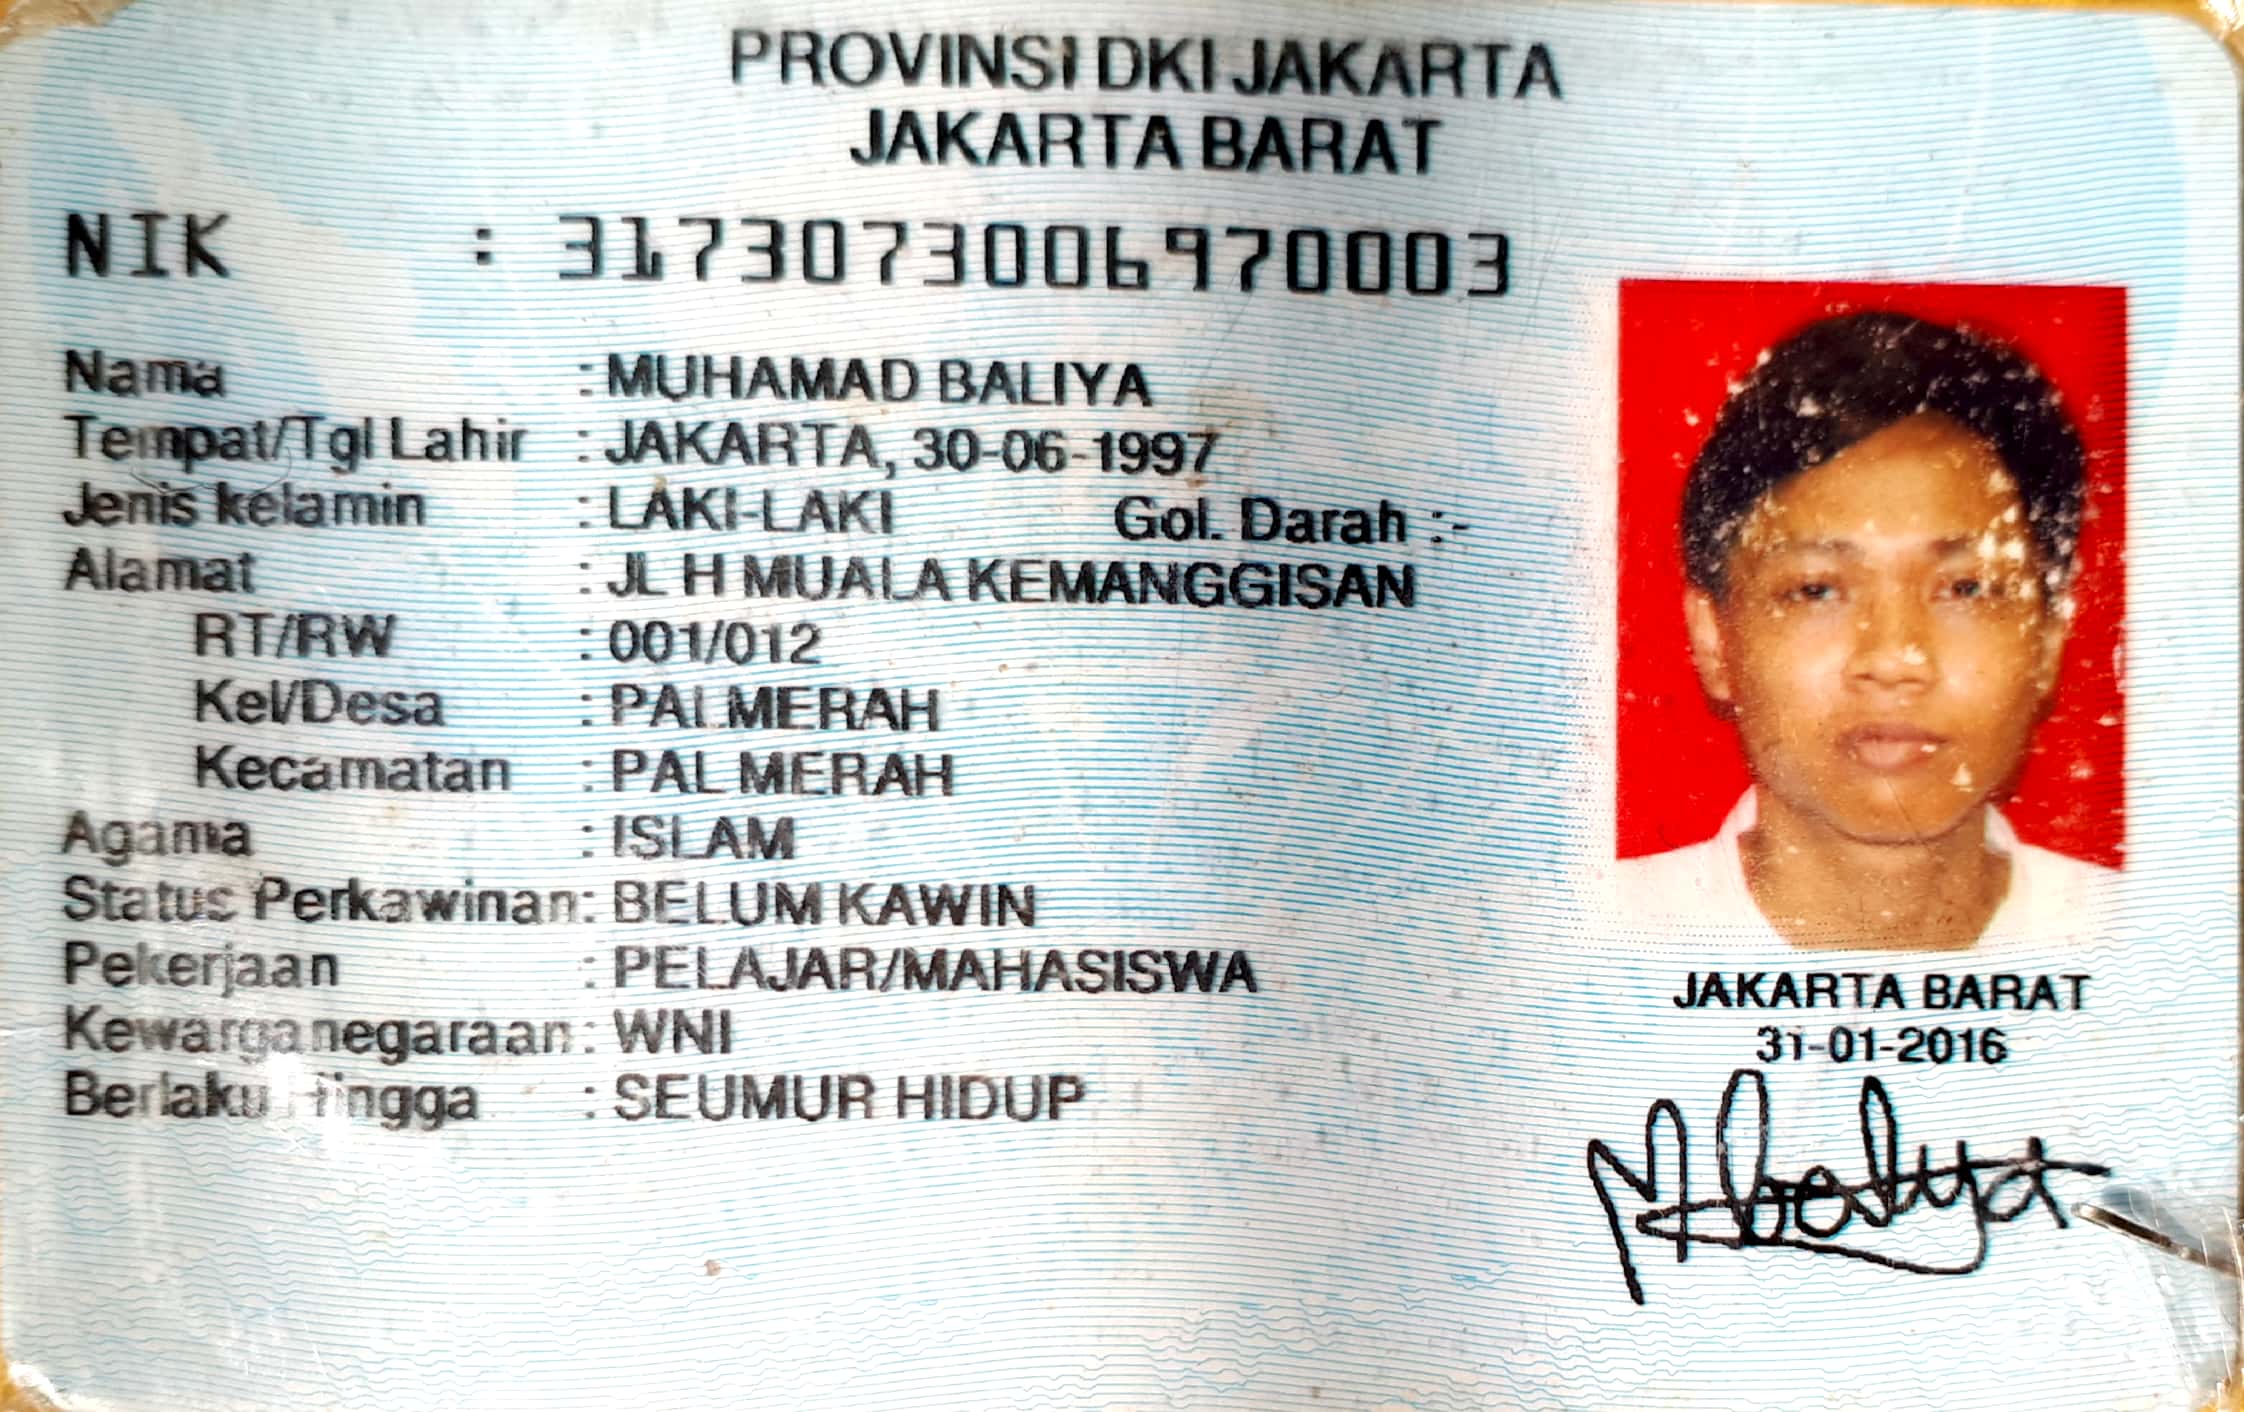 PROVINSI DKI JAKARTA
JAKARTA BARAT
NIK : 3173073006970003
Nama : MUHAMAD BALIYA
Tempat/Tgl Lahir : JAKARTA, 30-06-1997
Jenis kelamin : LAKI-LAKI Gol. Darah :-
Alamat : JL H MUALA KEMANGGISAN
RT/RW : 001/012
Kel/Desa : PALMERAH
Kecamatan : PALMERAH
Agama : ISLAM
Status Perkawinan: BELUM KAWIN
Pekerjaan : PELAJAR/MAHASISWA
Kewarganegaraan: WNI
Berlaku Hingga : SEUMUR HIDUP
JAKARTA BARAT
31-01-2016